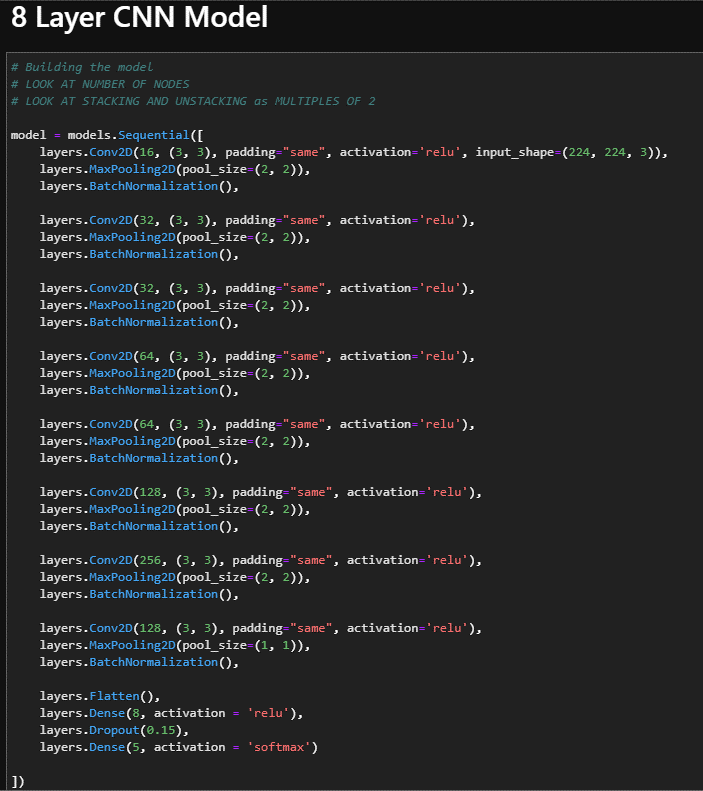 8 Layer CNN Model
# Building the model
# LOOK AT NUMBER OF NODES
# LOOK AT STACKING AND UNSTACKING as MULTIPLES OF 2
model = models.Sequential([
    layers.Conv2D(16, (3, 3), padding="same", activation='relu', input_shape=(224, 224, 3)),
    layers.MaxPooling2D(pool_size=(2, 2)),
    layers.BatchNormalization(),
    layers.Conv2D(32, (3, 3), padding="same", activation='relu'),
    layers.MaxPooling2D(pool_size=(2, 2)),
    layers.BatchNormalization(),
    layers.Conv2D(32, (3, 3), padding="same", activation='relu'),
    layers.MaxPooling2D(pool_size=(2, 2)),
    layers.BatchNormalization(),
    layers.Conv2D(64, (3, 3), padding="same", activation='relu'),
    layers.MaxPooling2D(pool_size=(2, 2)),
    layers.BatchNormalization(),
    layers.Conv2D(64, (3, 3), padding="same", activation='relu'),
    layers.MaxPooling2D(pool_size=(2, 2)),
    layers.BatchNormalization(),
    layers.Conv2D(128, (3, 3), padding="same", activation='relu'),
    layers.MaxPooling2D(pool_size=(2, 2)),
    layers.BatchNormalization(),
    layers.Conv2D(256, (3, 3), padding="same", activation='relu'),
    layers.MaxPooling2D(pool_size=(2, 2)),
    layers.BatchNormalization(),
    layers.Conv2D(128, (3, 3), padding="same", activation='relu'),
    layers.MaxPooling2D(pool_size=(1, 1)),
    layers.BatchNormalization(),
    layers.Flatten(),
    layers.Dense(8, activation = 'relu'),
    layers.Dropout(0.15),
    layers.Dense(5, activation = 'softmax')
])